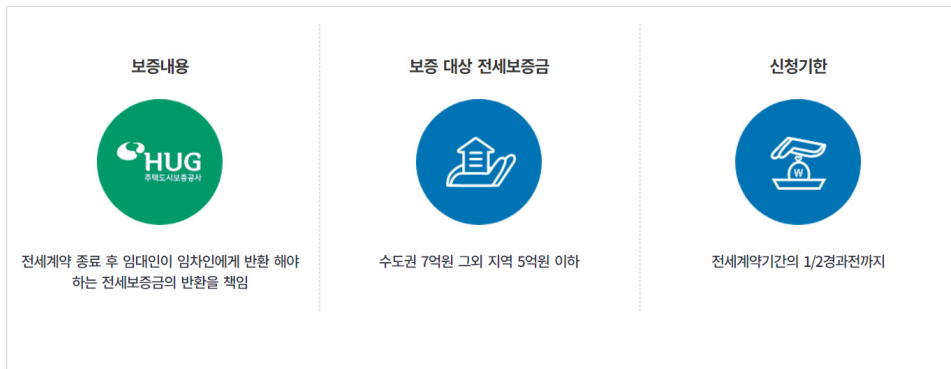 보증내용
HUG
주택도시보증공사
전세계약 종료 후 임대인이 임차인에게 반환 해야
하는 전세보증금의 반환을 책임
보증 대상 전세보증금
수도권 7억원 그외 지역 5억원 이하
신청기한
₩
전세계약기간의 1/2경과전까지